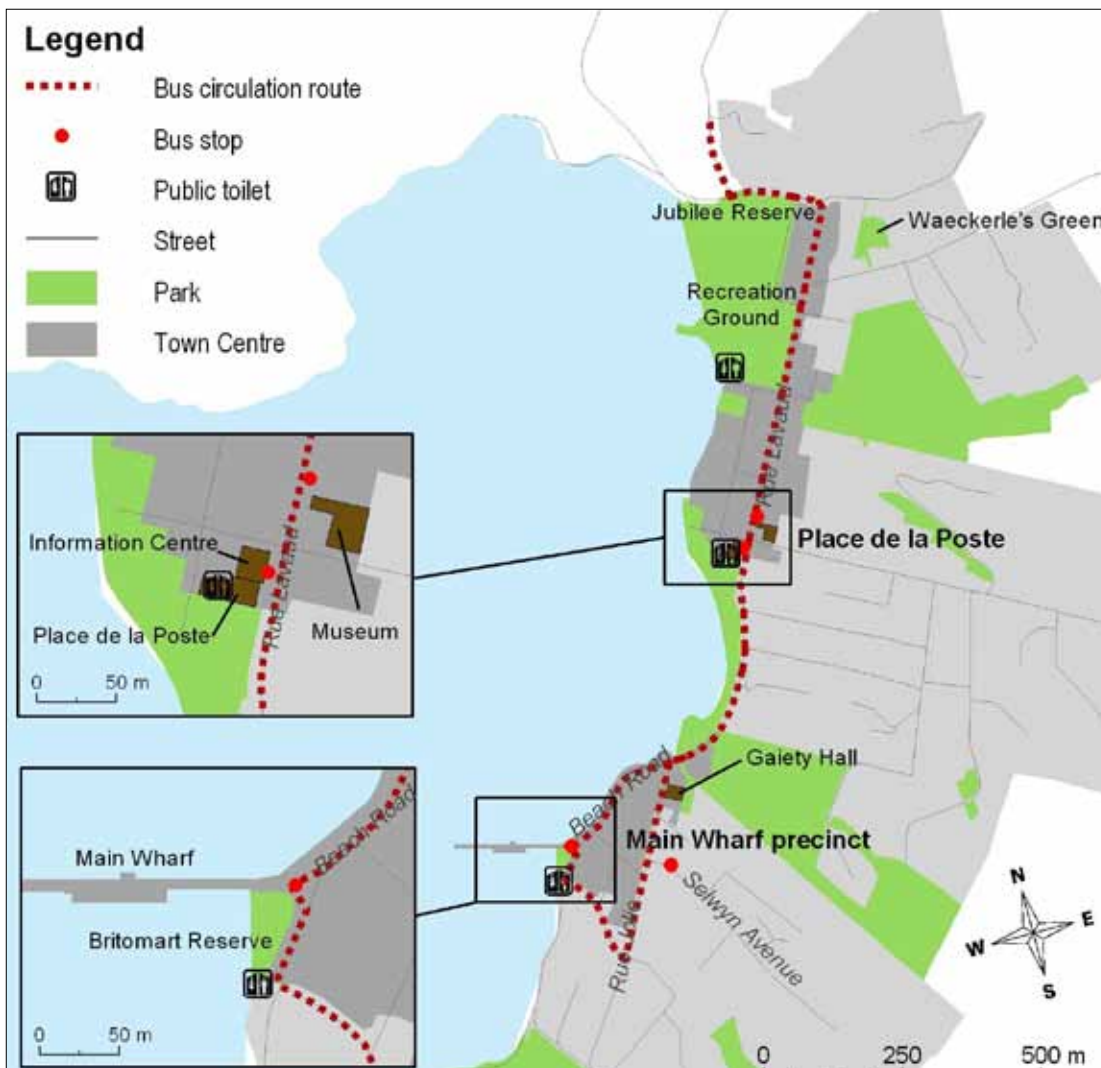 Legend
Bus circulation route
Bus stop
Public toilet
Street
Park
Town Centre
Jubilee Reserve
Waeckerle's Green
Recreation
Ground
Rue Lavaud
Place de la Poste
Information Centre
Place de la Poste
Rue Lavaud
Museum
0 50 m
Gaiety Hall
Beach Road
Main Wharf precinct
Selwyn Avenue
Rue Jolie
Beach Road
Main Wharf
Britomart Reserve
0 50 m
N
W E
S
0 250 500 m